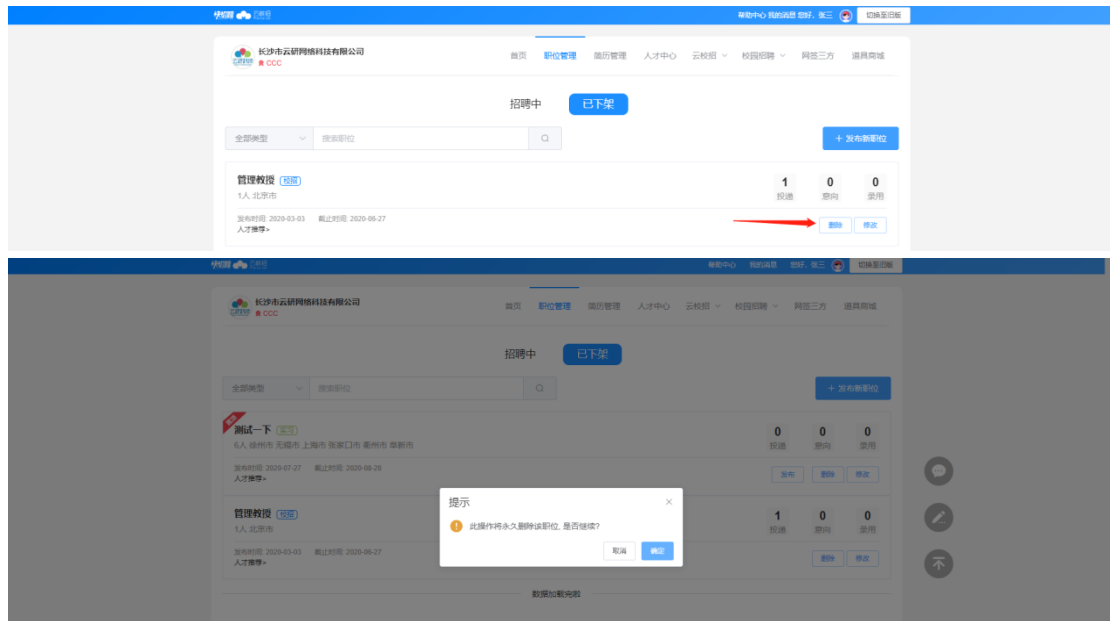 帮助中心 我的消息 您好，张三 切换至旧版
长沙市云研网络科技有限公司
CCC
首页 职位管理 简历管理 人才中心 云校招 校园招聘 网签三方 道具商城
招聘中 已下架
全部类型 搜索职位 + 发布新职位
管理教授 校招
1 0 0
1人 北京市
投递 意向 录用
发布时间: 2020-03-03 截止时间: 2020-06-27
人才推荐>
删除 修改
帮助中心 我的消息 您好，张三 切换至旧版
长沙市云研网络科技有限公司
CCC
首页 职位管理 简历管理 人才中心 云校招 校园招聘 网签三方 道具商城
招聘中 已下架
全部类型 搜索职位 + 发布新职位
测试一下 实习
0 0 0
6人 徐州市 无锡市 上海市 张家口市 衢州市 阜新市
投递 意向 录用
发布时间: 2020-07-27 截止时间: 2020-08-28
人才推荐>
发布 删除 修改
管理教授 校招
1 0 0
1人 北京市
投递 意向 录用
发布时间: 2020-03-03 截止时间: 2020-06-27
人才推荐>
删除 修改
提示
此操作将永久删除该职位, 是否继续?
取消 确定
数据加载完啦